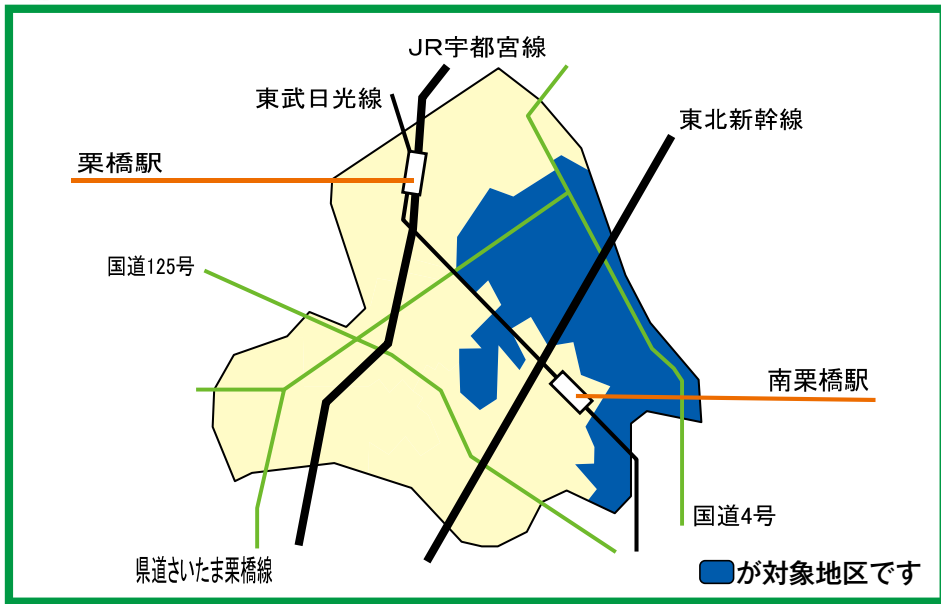 JR宇都宮線
東武日光線
東北新幹線
栗橋駅
国道125号
南栗橋駅
国道4号
県道さいたま栗橋線
が対象地区です